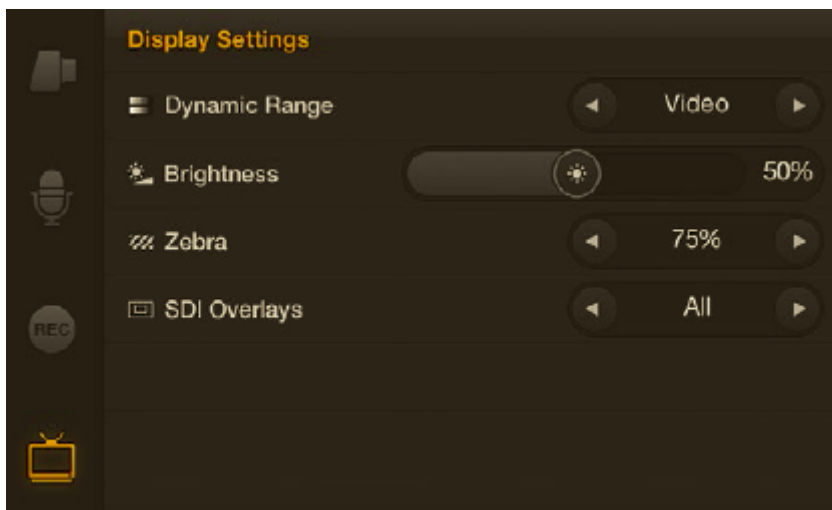 Display Settings
Dynamic Range Video
Brightness 50%
Zebra 75%
SDI Overlays All
REC